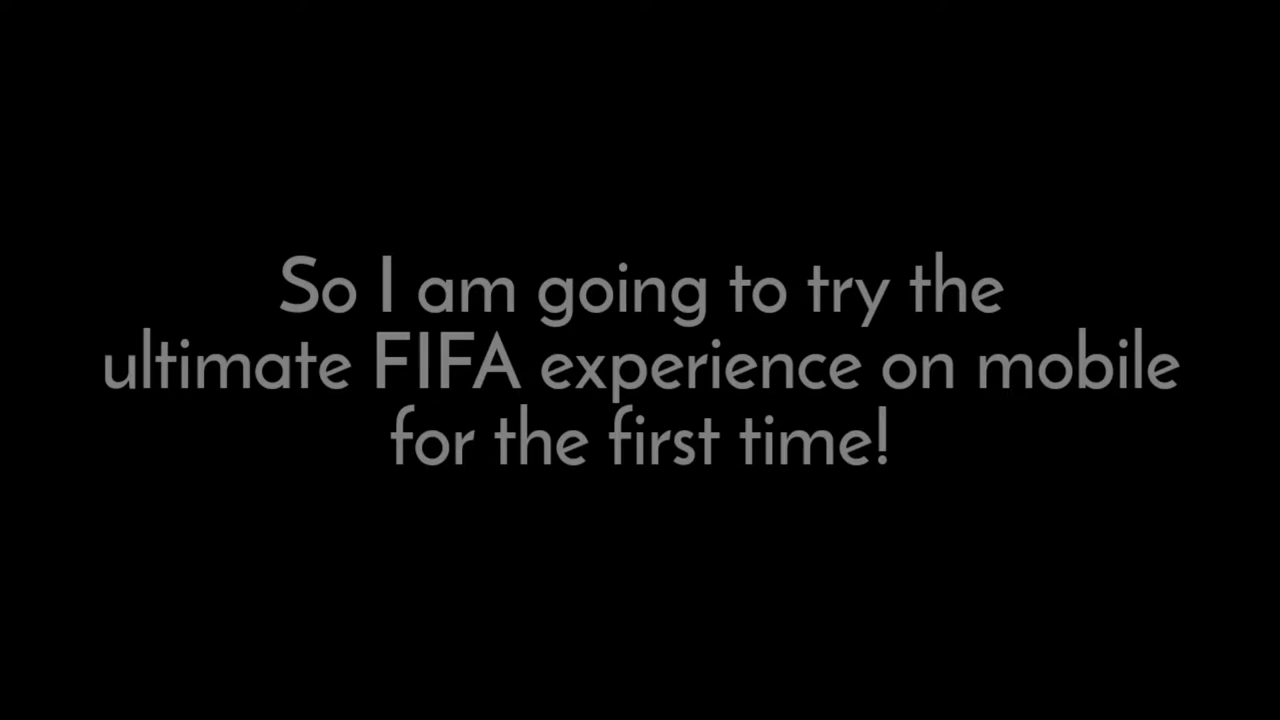 So I am going to try the
ultimate FIFA experience on mobile
for the first time!